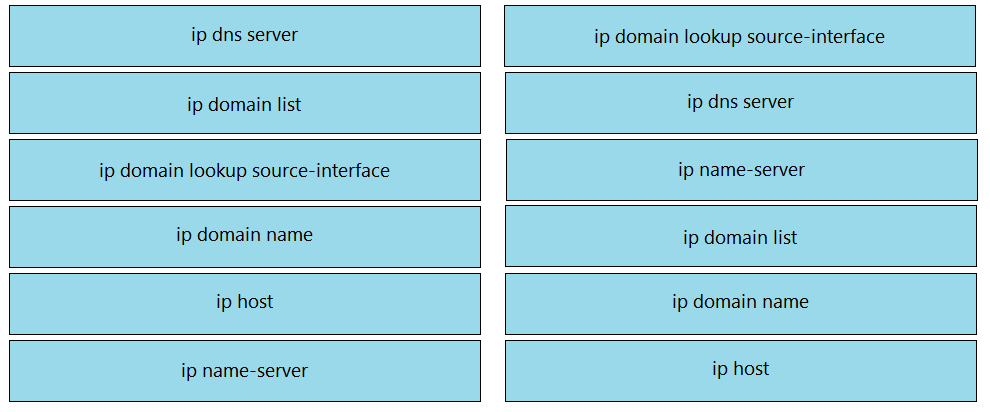 ip dns server
ip domain list
ip domain lookup source-interface
ip domain name
ip host
ip name-server
ip domain lookup source-interface
ip dns server
ip name-server
ip domain list
ip domain name
ip host